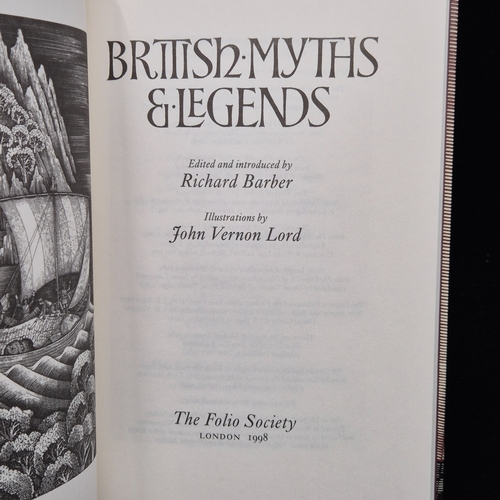 BRITISH·MYTHS
&·LEGENDS
Edited and introduced by
Richard Barber
Illustrations by
John Vernon Lord
The Folio Society
LONDON 1998